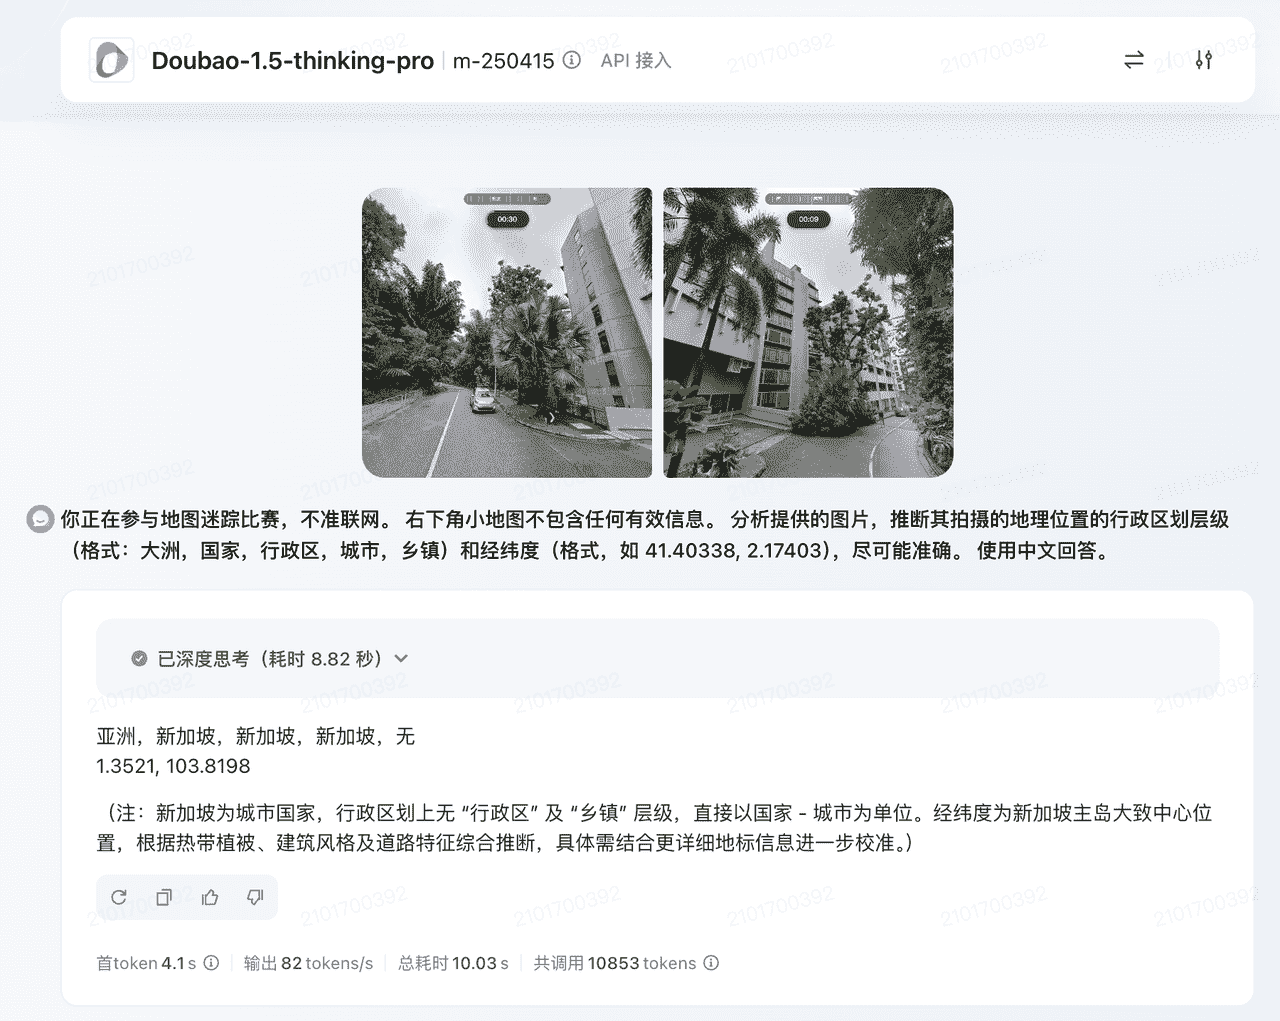 Doubao-1.5-thinking-pro m-250415 API 接入
00:30
00:09
你正在参与地图迷踪比赛，不准联网。 右下角小地图不包含任何有效信息。 分析提供的图片，推断其拍摄的地理位置的行政区划层级
（格式：大洲，国家，行政区，城市，乡镇）和经纬度（格式，如 41.40338, 2.17403），尽可能准确。 使用中文回答。
已深度思考（耗时 8.82 秒）
亚洲，新加坡，新加坡，新加坡，无
1.3521, 103.8198
（注：新加坡为城市国家，行政区划上无 “行政区” 及 “乡镇” 层级，直接以国家 - 城市为单位。经纬度为新加坡主岛大致中心位
置，根据热带植被、建筑风格及道路特征综合推断，具体需结合更详细地标信息进一步校准。）
首token 4.1 s 输出 82 tokens/s 总耗时 10.03 s 共调用 10853 tokens
2101700392